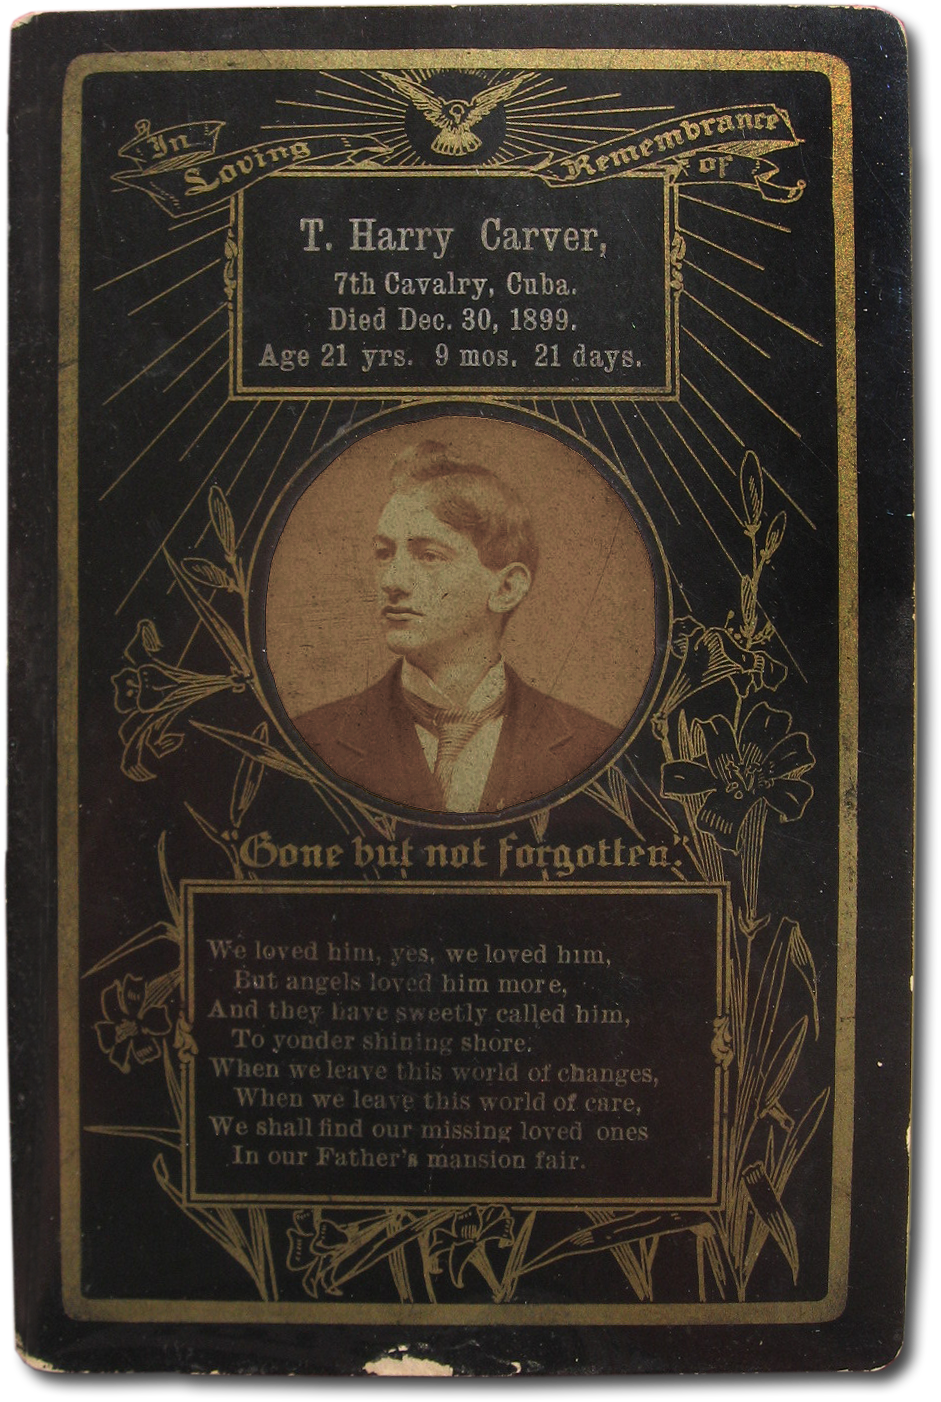 In Loving Remembrance of
T. Harry Carver,
7th Cavalry, Cuba.
Died Dec. 30, 1899.
Age 21 yrs. 9 mos. 21 days.
"Gone but not forgotten."
We loved him, yes, we loved him,
But angels loved him more,
And they have sweetly called him,
To yonder shining shore.
When we leave this world of changes,
When we leave this world of care,
We shall find our missing loved ones
In our Father's mansion fair.